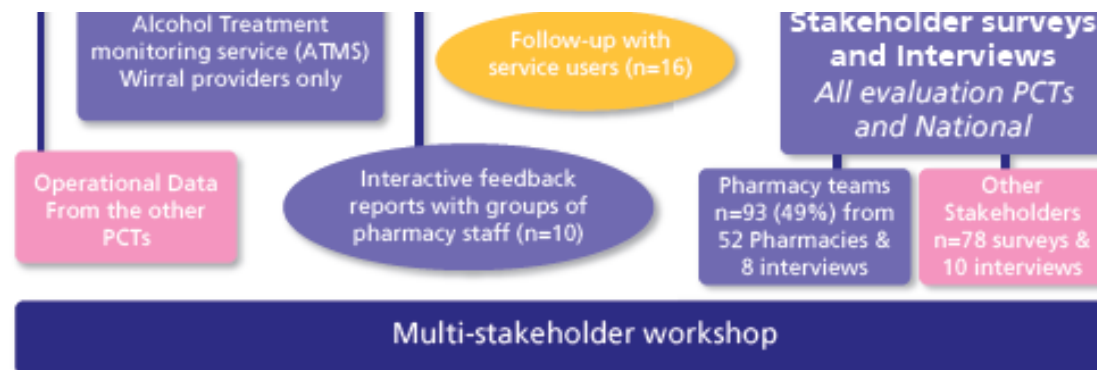 Alcohol Treatment
monitoring service (ATMS)
Wirral providers only
Follow-up with
service users (n=16)
Stakeholder surveys
and Interviews
All evaluation PCTs
and National
Operational Data
From the other
PCTs
Interactive feedback
reports with groups of
pharmacy staff (n=10)
Pharmacy teams
n=93 (49%) from
52 Pharmacies &
8 interviews
Other
Stakeholders
n=78 surveys &
10 interviews
Multi-stakeholder workshop